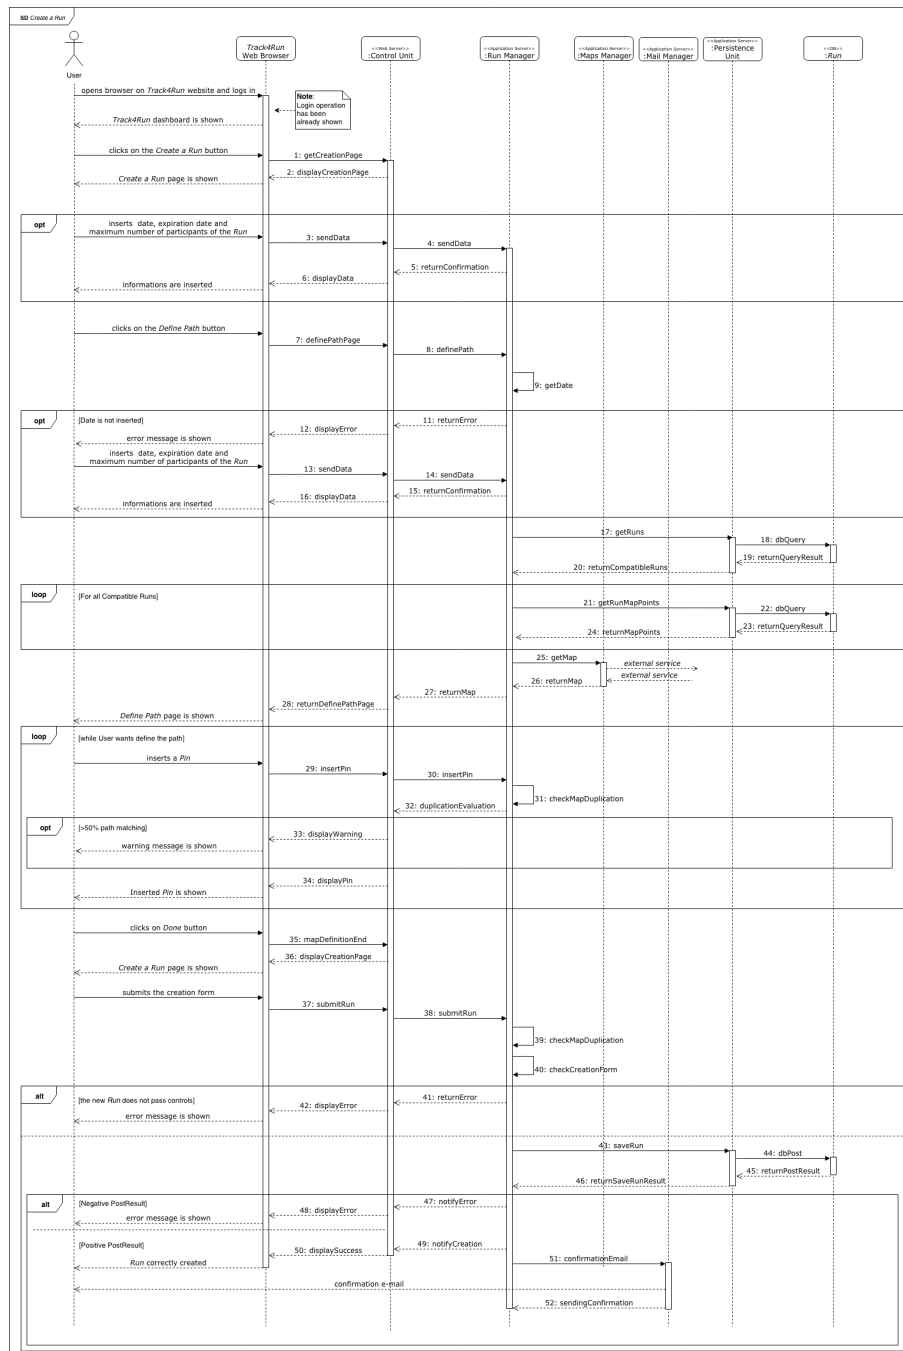 SD Create a Run
User
Track4Run
Web Browser
<<Web Server>>
:Control Unit
<<Application Server>>
:Run Manager
<<Application Server>>
:Maps Manager
<<Application Server>>
:Mail Manager
<<Application Server>>
:Persistence
Unit
<<DB>>
:Run
opens browser on Track4Run website and logs in
Note:
Login operation
has been
already shown
Track4Run dashboard is shown
clicks on the Create a Run button
1: getCreationPage
2: displayCreationPage
Create a Run page is shown
opt
inserts date, expiration date and
maximum number of participants of the Run
3: sendData
4: sendData
5: returnConfirmation
6: displayData
informations are inserted
clicks on the Define Path button
7: definePathPage
8: definePath
9: getDate
opt
[Date is not inserted]
11: returnError
12: displayError
error message is shown
inserts date, expiration date and
maximum number of participants of the Run
13: sendData
14: sendData
15: returnConfirmation
16: displayData
informations are inserted
17: getRuns
18: dbQuery
19: returnQueryResult
20: returnCompatibleRuns
loop
[For all Compatible Runs]
21: getRunMapPoints
22: dbQuery
23: returnQueryResult
24: returnMapPoints
25: getMap
external service
external service
26: returnMap
27: returnMap
28: returnDefinePathPage
Define Path page is shown
loop
[while User wants define the path]
inserts a Pin
29: insertPin
30: insertPin
31: checkMapDuplication
32: duplicationEvaluation
opt
[>50% path matching]
33: displayWarning
warning message is shown
34: displayPin
Inserted Pin is shown
clicks on Done button
35: mapDefinitionEnd
36: displayCreationPage
Create a Run page is shown
submits the creation form
37: submitRun
38: submitRun
39: checkMapDuplication
40: checkCreationForm
alt
[the new Run does not pass controls]
41: returnError
42: displayError
error message is shown
43: saveRun
44: dbPost
45: returnPostResult
46: returnSaveRunResult
alt
[Negative PostResult]
47: notifyError
48: displayError
error message is shown
[Positive PostResult]
49: notifyCreation
50: displaySuccess
51: confirmationEmail
Run correctly created
confirmation e-mail
52: sendingConfirmation